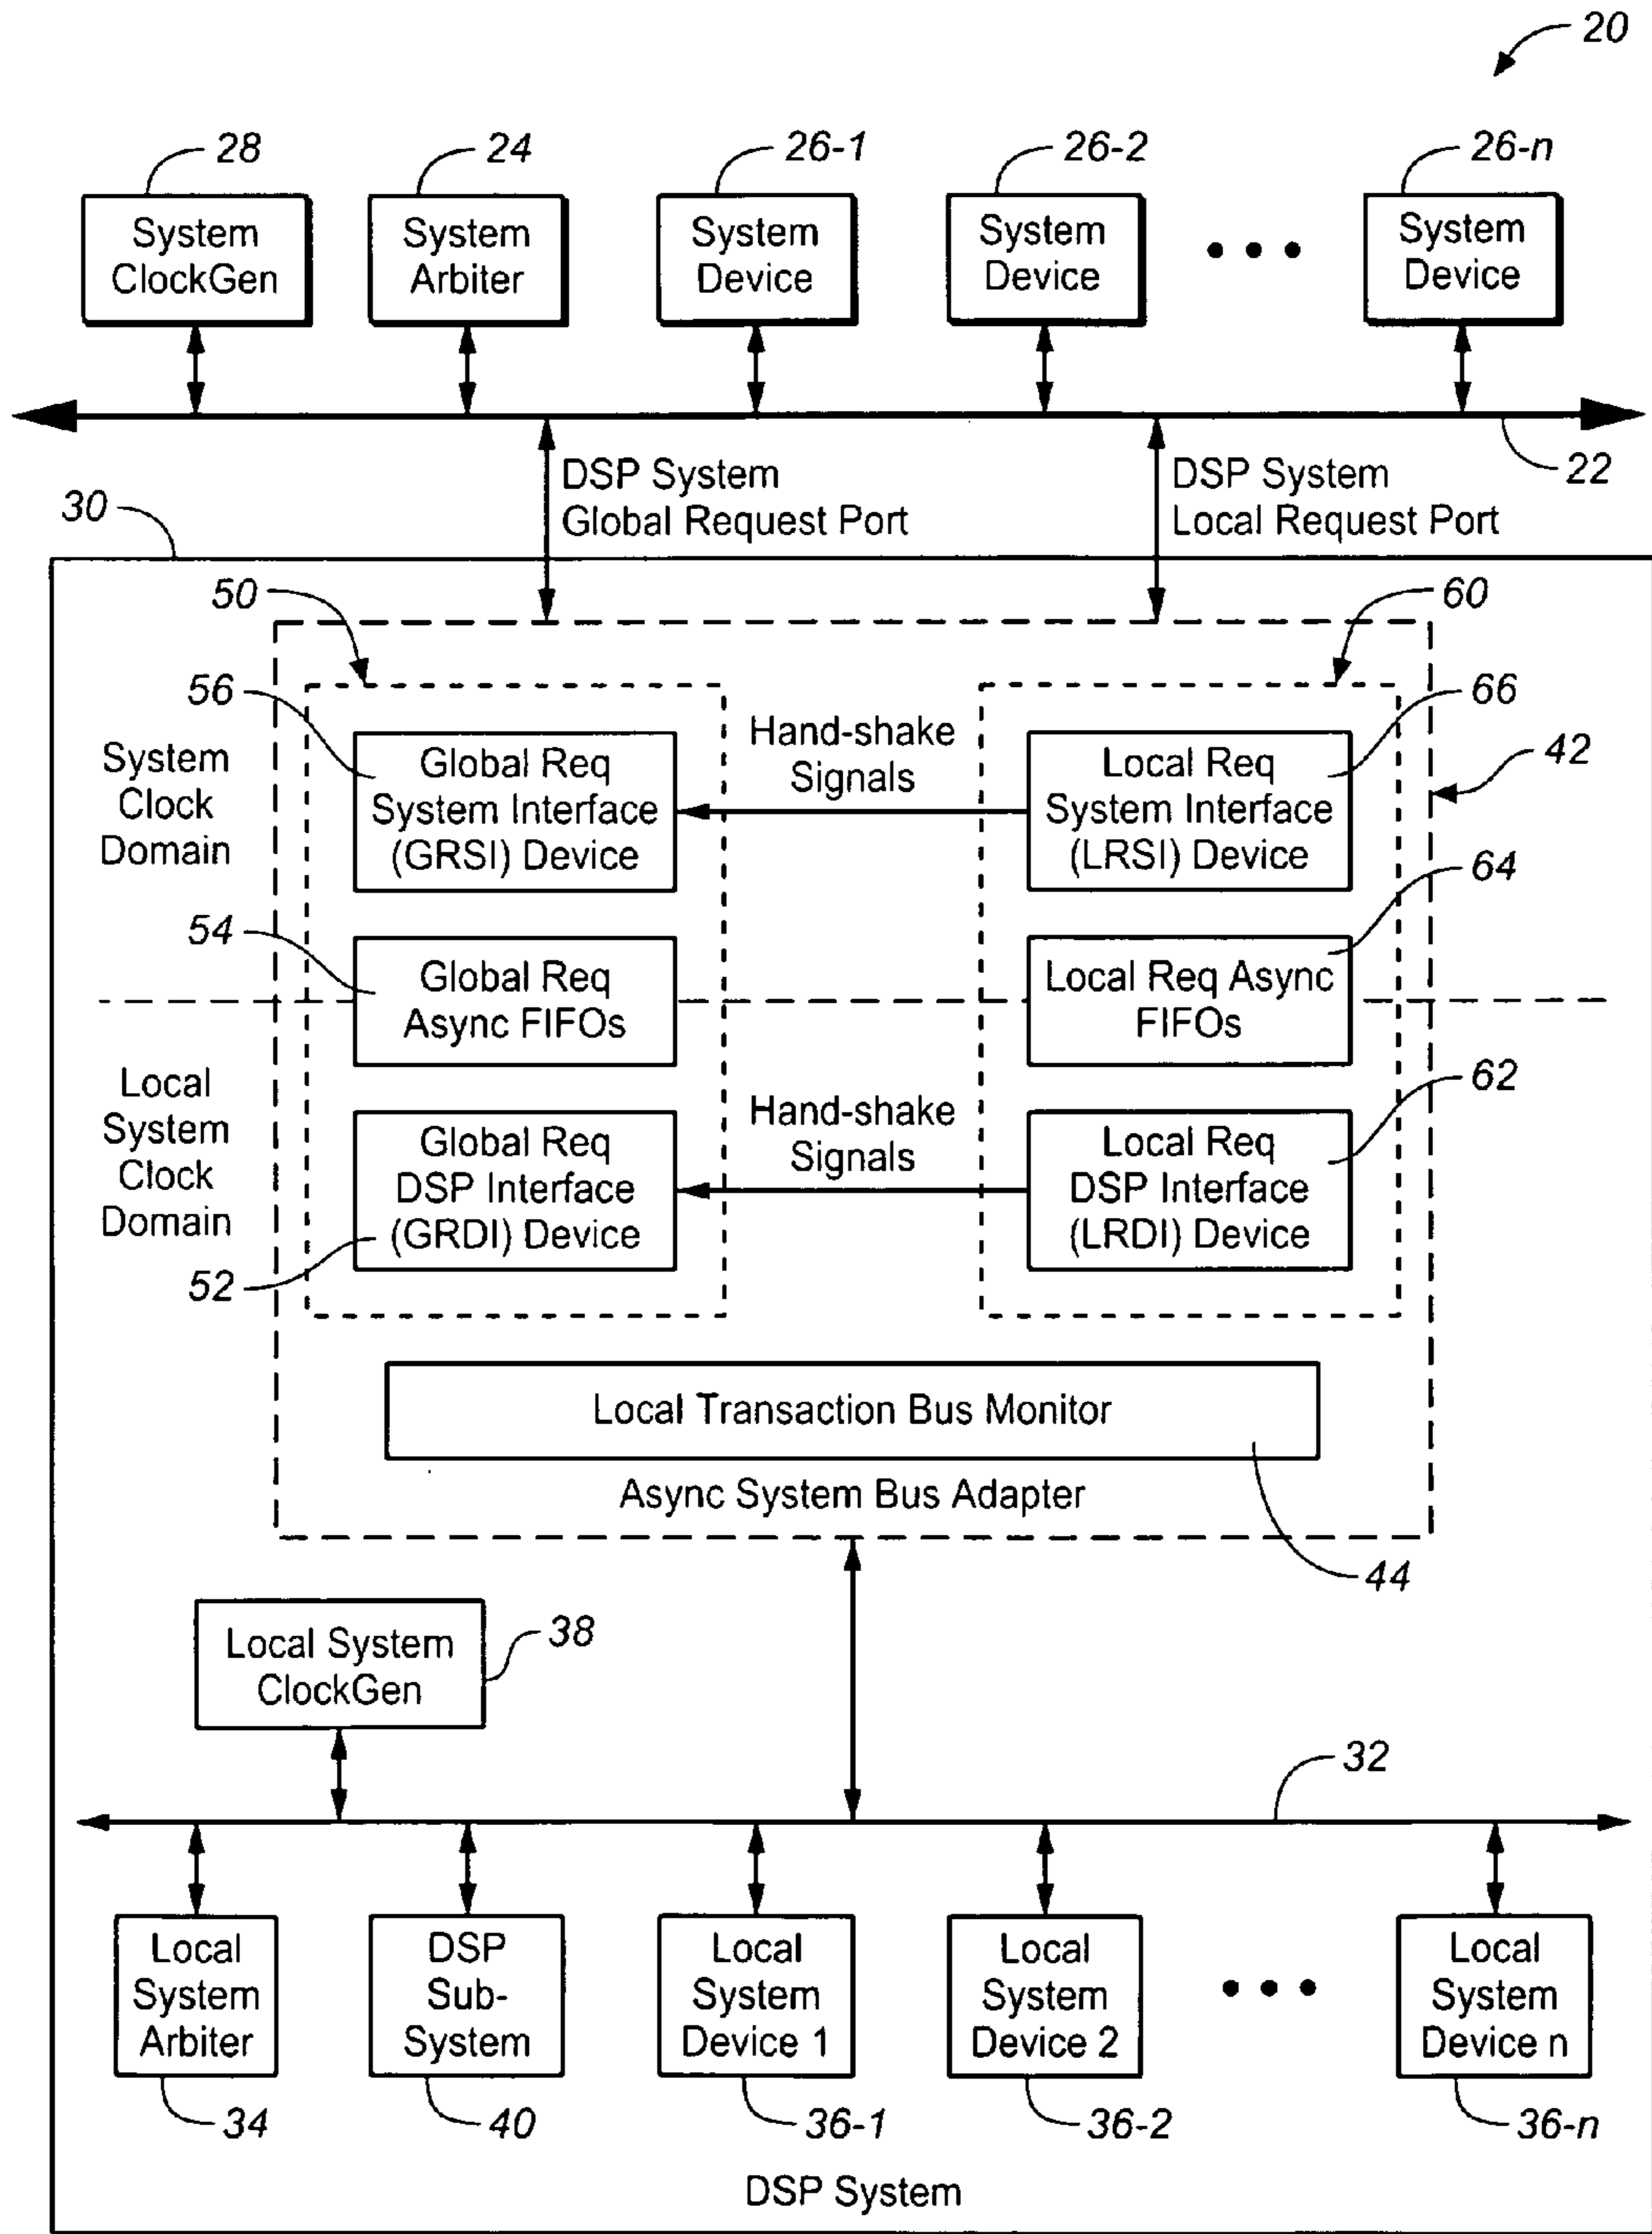 20
28
24
26-1
26-2
26-n
System
ClockGen
System
Arbiter
System
Device
System
Device
System
Device
22
DSP System
Global Request Port
DSP System
Local Request Port
30
50
60
56
66
42
System
Clock
Domain
Global Req
System Interface
(GRSI) Device
Hand-shake
Signals
Local Req
System Interface
(LRSI) Device
54
64
Global Req
Async FIFOs
Local Req Async
FIFOs
Local
System
Clock
Domain
62
Global Req
DSP Interface
(GRDI) Device
Hand-shake
Signals
Local Req
DSP Interface
(LRDI) Device
52
Local Transaction Bus Monitor
Async System Bus Adapter
44
Local System
ClockGen
38
32
Local
System
Arbiter
DSP
Sub-
System
Local
System
Device 1
Local
System
Device 2
Local
System
Device n
34
40
36-1
36-2
36-n
DSP System